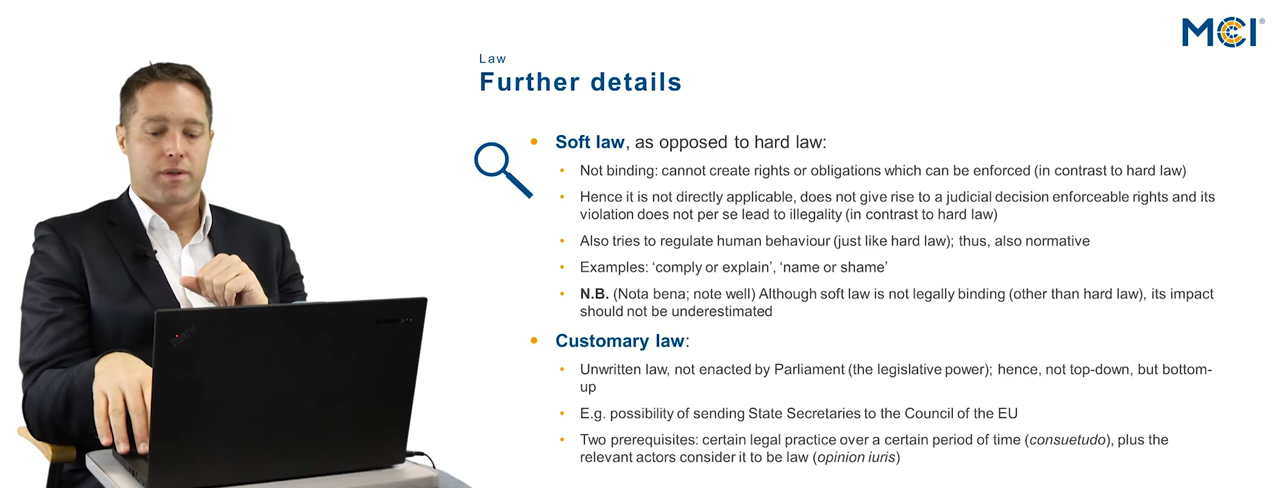 MCI®
Law
Further details
• Soft law, as opposed to hard law:
• Not binding: cannot create rights or obligations which can be enforced (in contrast to hard law)
• Hence it is not directly applicable, does not give rise to a judicial decision enforceable rights and its
violation does not per se lead to illegality (in contrast to hard law)
• Also tries to regulate human behaviour (just like hard law); thus, also normative
• Examples: ‘comply or explain’, ‘name or shame’
• N.B. (Nota bena; note well) Although soft law is not legally binding (other than hard law), its impact
should not be underestimated
• Customary law:
• Unwritten law, not enacted by Parliament (the legislative power); hence, not top-down, but bottom-
up
• E.g. possibility of sending State Secretaries to the Council of the EU
• Two prerequisites: certain legal practice over a certain period of time (consuetudo), plus the
relevant actors consider it to be law (opinion iuris)